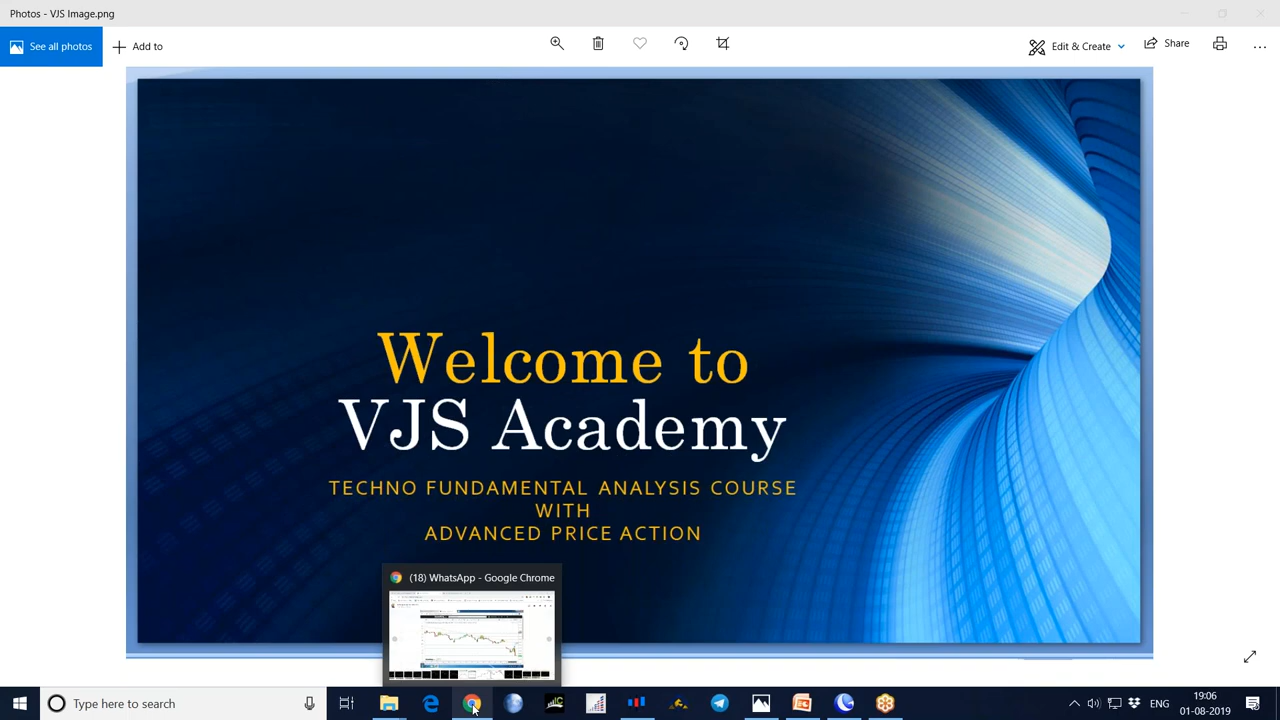 Photos - VJS Image.png
See all photos
Add to
Edit & Create
Share
Welcome to
VJS Academy
TECHNO FUNDAMENTAL ANALYSIS COURSE
WITH
ADVANCED PRICE ACTION
(18) WhatsApp - Google Chrome
Type here to search
ENG
19:06
01-08-2019